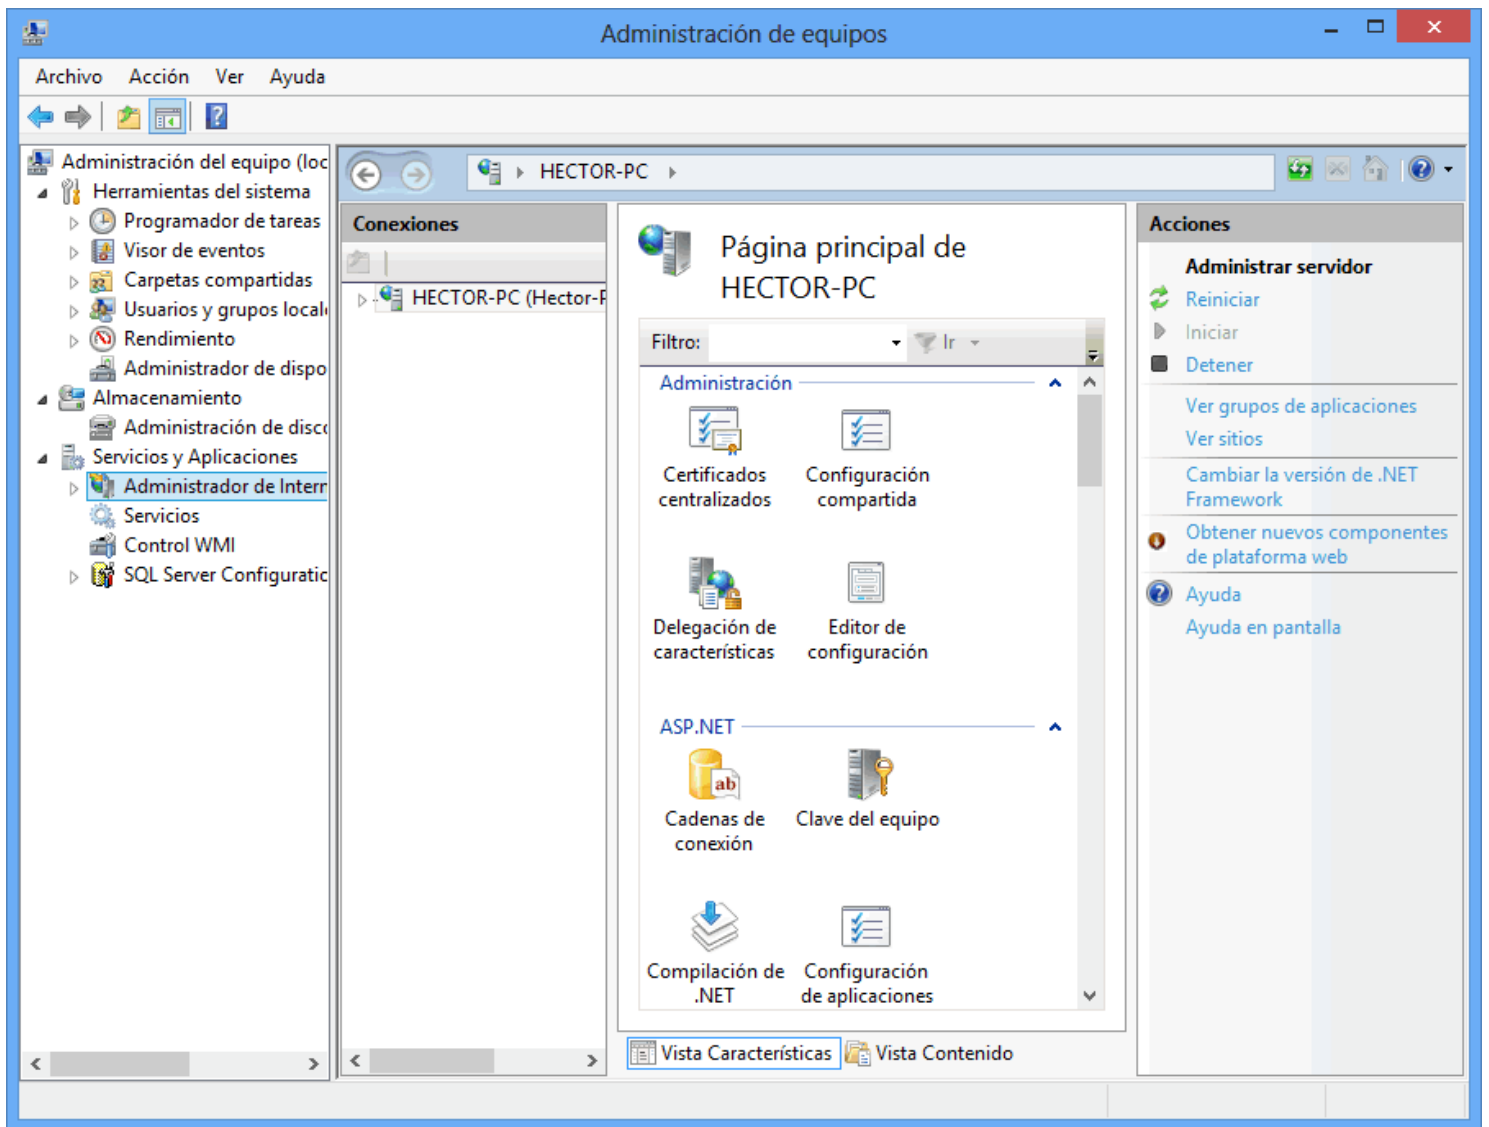 Administración de equipos
Archivo Acción Ver Ayuda
Administración del equipo (loc
Herramientas del sistema
Programador de tareas
Visor de eventos
Carpetas compartidas
Usuarios y grupos locale
Rendimiento
Administrador de dispo
Almacenamiento
Administración de disco
Servicios y Aplicaciones
Administrador de Intern
Servicios
Control WMI
SQL Server Configuratic
HECTOR-PC
Conexiones
HECTOR-PC (Hector-P
Página principal de
HECTOR-PC
Filtro: Ir
Administración
Certificados
centralizados
Configuración
compartida
Delegación de
características
Editor de
configuración
ASP.NET
Cadenas de
conexión
Clave del equipo
Compilación de
.NET
Configuración
de aplicaciones
Vista Características Vista Contenido
Acciones
Administrar servidor
Reiniciar
Iniciar
Detener
Ver grupos de aplicaciones
Ver sitios
Cambiar la versión de .NET
Framework
Obtener nuevos componentes
de plataforma web
Ayuda
Ayuda en pantalla